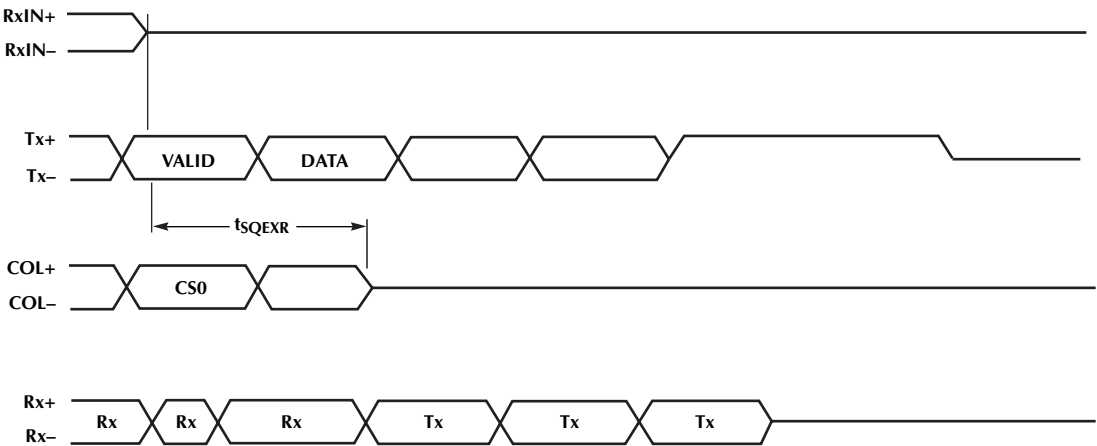 RxIN+
RxIN–
Tx+
VALID DATA
Tx–
tSQEXR
COL+
CS0
COL–
Rx+
Rx Rx Rx Tx Tx Tx
Rx–